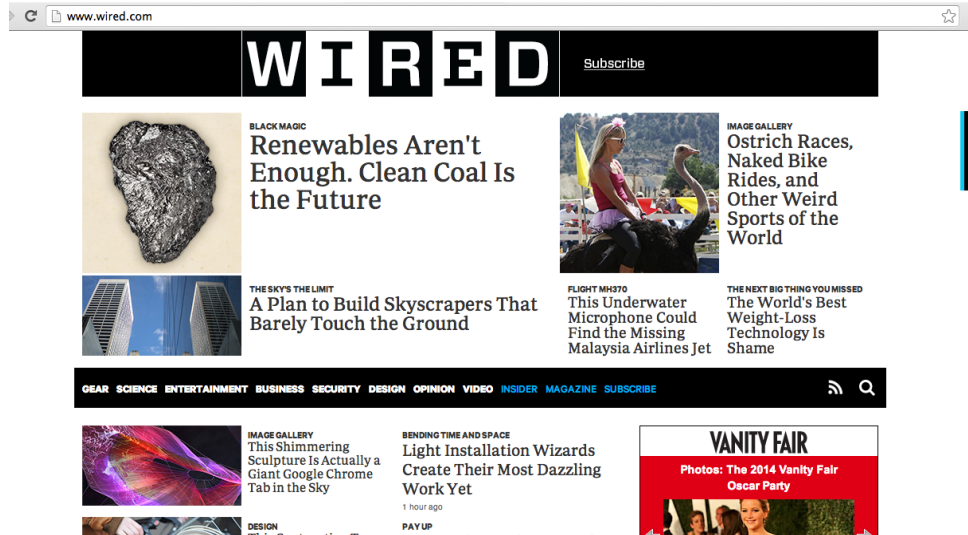 www.wired.com
WIRED
Subscribe
BLACK MAGIC
Renewables Aren't
Enough. Clean Coal Is
the Future
IMAGE GALLERY
Ostrich Races,
Naked Bike
Rides, and
Other Weird
Sports of the
World
THE SKY'S THE LIMIT
A Plan to Build Skyscrapers That
Barely Touch the Ground
FLIGHT MH370
This Underwater
Microphone Could
Find the Missing
Malaysia Airlines Jet
THE NEXT BIG THING YOU MISSED
The World's Best
Weight-Loss
Technology Is
Shame
GEAR SCIENCE ENTERTAINMENT BUSINESS SECURITY DESIGN OPINION VIDEO INSIDER MAGAZINE SUBSCRIBE
IMAGE GALLERY
This Shimmering
Sculpture Is Actually a
Giant Google Chrome
Tab in the Sky
BENDING TIME AND SPACE
Light Installation Wizards
Create Their Most Dazzling
Work Yet
1 hour ago
VANITY FAIR
Photos: The 2014 Vanity Fair
Oscar Party
DESIGN
PAY UP